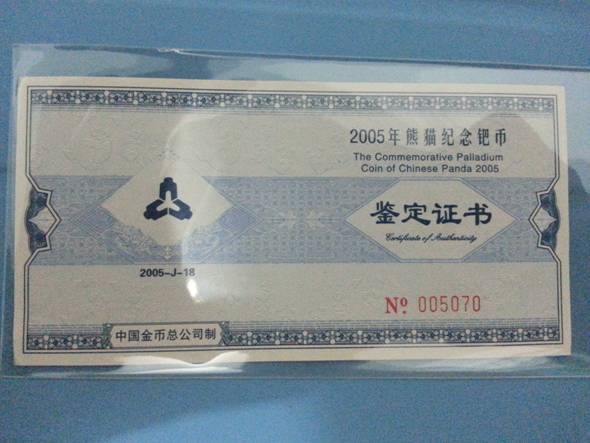 2005年熊猫纪念钯币
The Commemorative Palladium
Coin of Chinese Panda 2005
鉴定证书
Certificate of Authenticity
2005-J-18
Nº 005070
中国金币总公司制